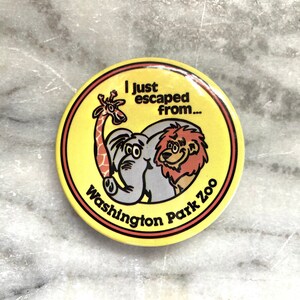 I just
escaped
from...
Washington Park Zoo